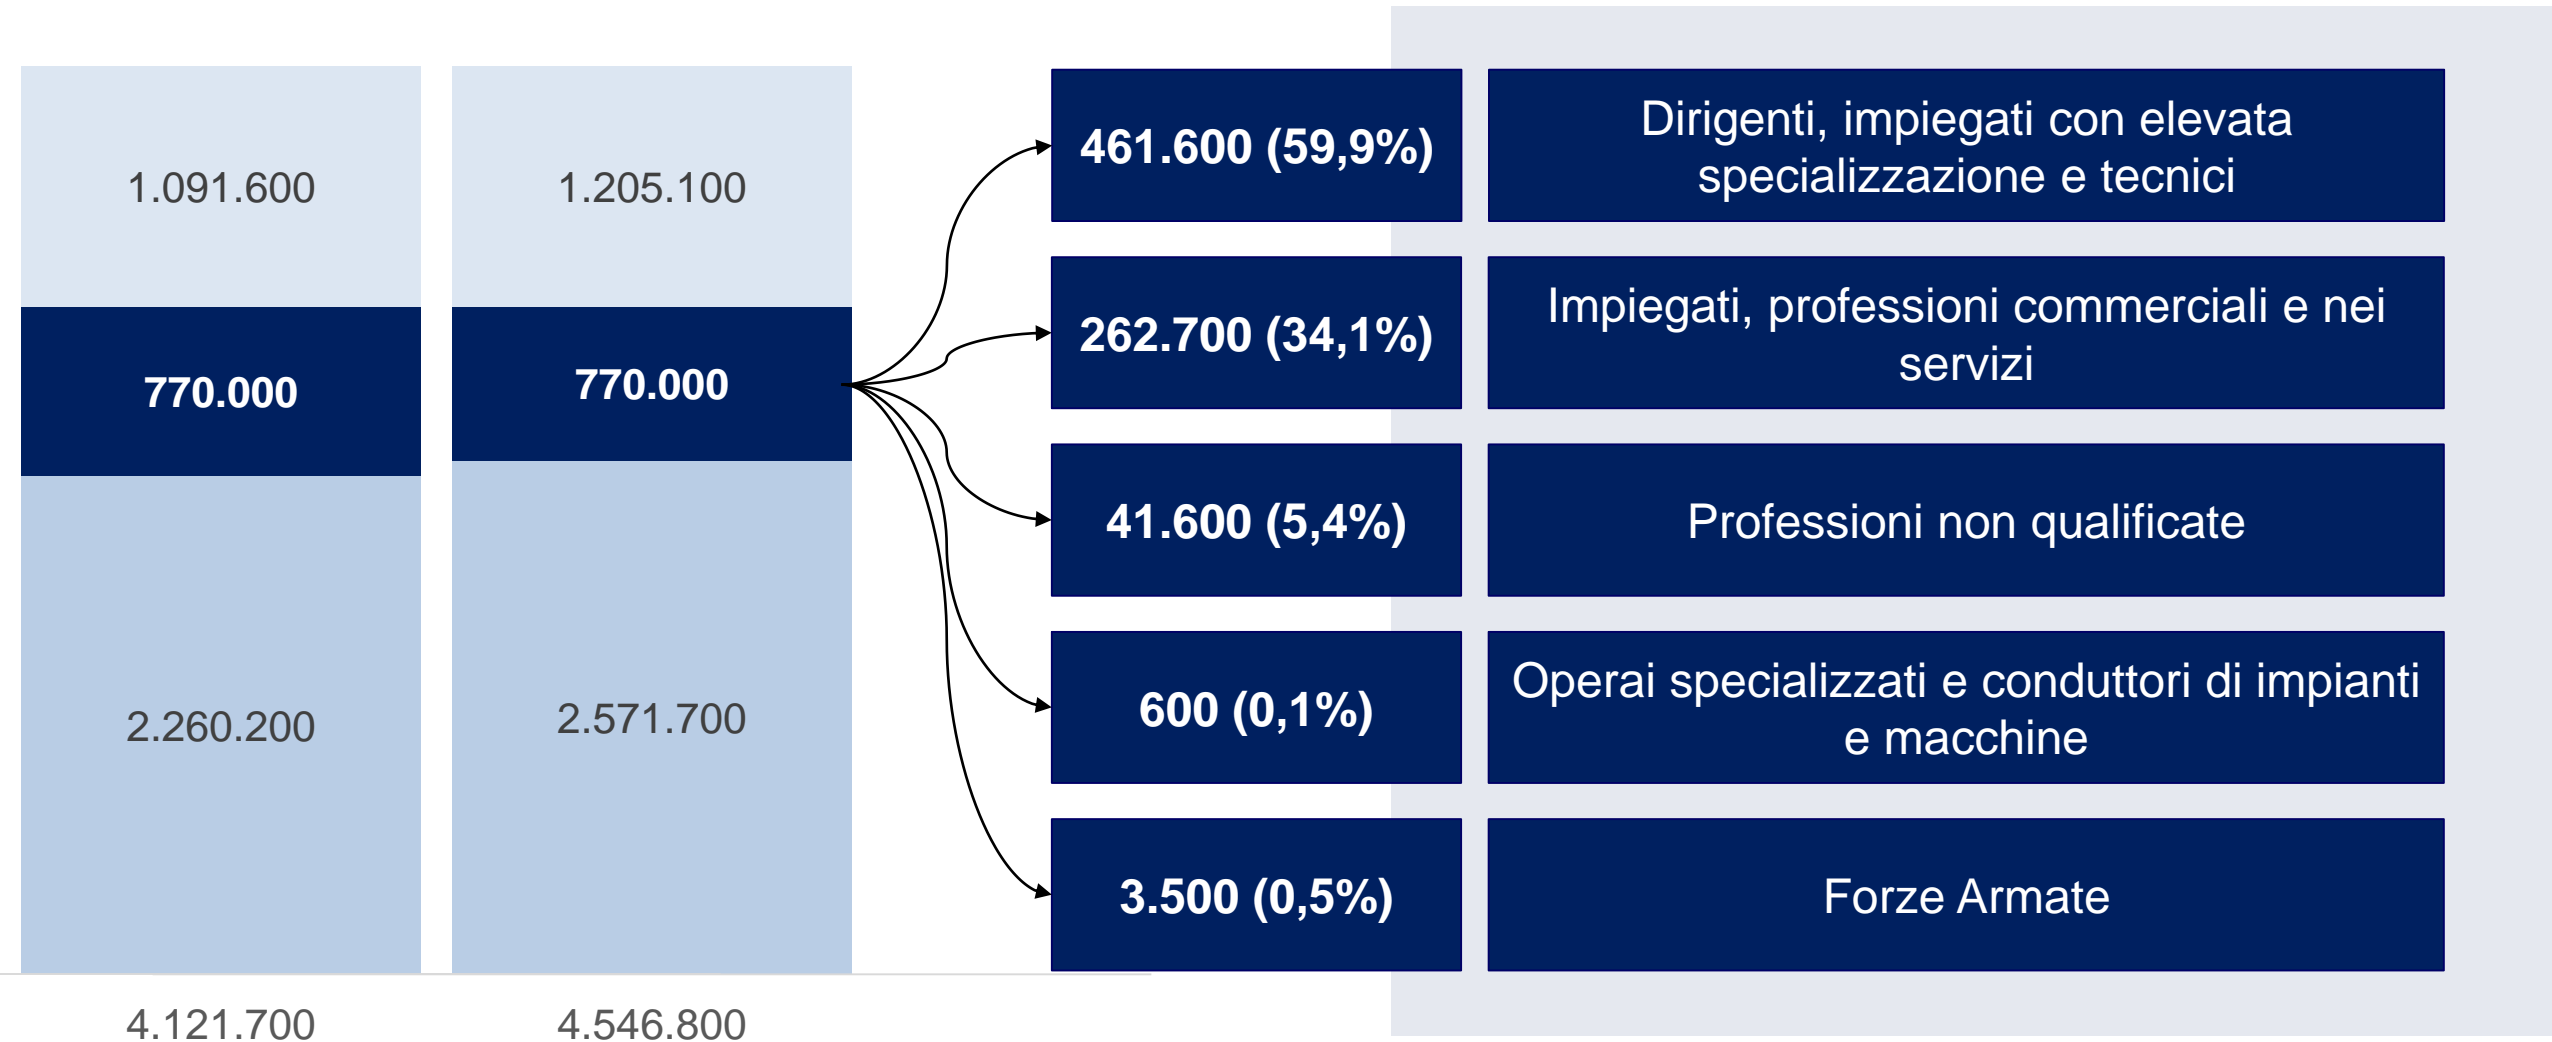 1.091.600
770.000
2.260.200
4.121.700
1.205.100
770.000
2.571.700
4.546.800
461.600 (59,9%)
Dirigenti, impiegati con elevata
specializzazione e tecnici
262.700 (34,1%)
Impiegati, professioni commerciali e nei
servizi
41.600 (5,4%)
Professioni non qualificate
600 (0,1%)
Operai specializzati e conduttori di impianti
e macchine
3.500 (0,5%)
Forze Armate